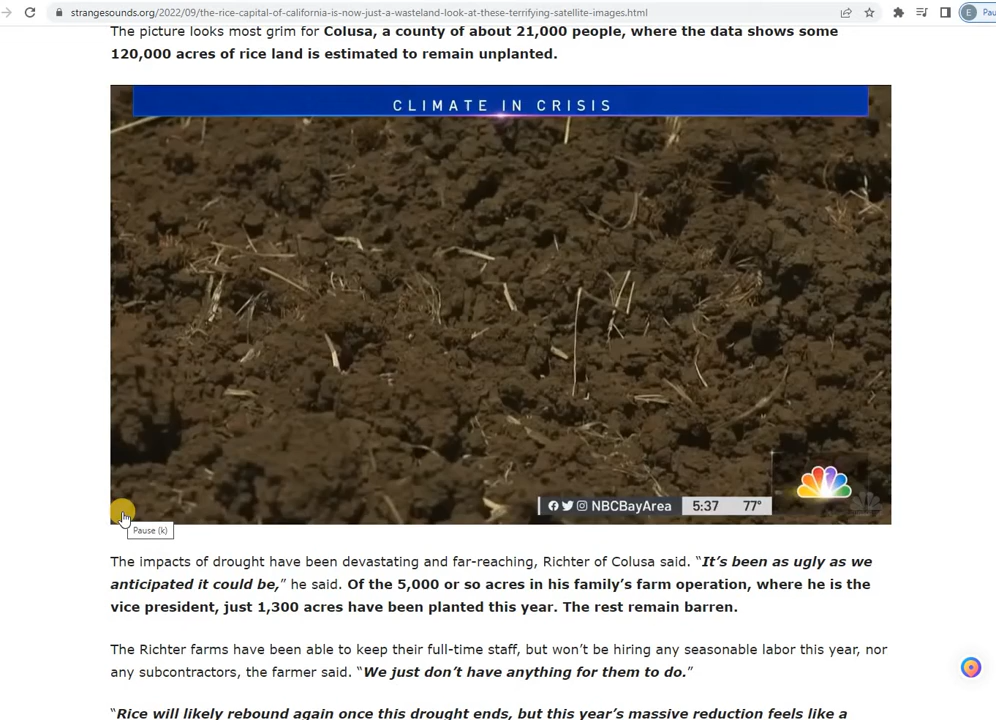 strangesounds.org/2022/09/the-rice-capital-of-california-is-now-just-a-wasteland-look-at-these-terrifying-satellite-images.html
E
Pau
The picture looks most grim for Colusa, a county of about 21,000 people, where the data shows some
120,000 acres of rice land is estimated to remain unplanted.
CLIMATE IN CRISIS
NBCBayArea 5:37 77°
Pause (k)
The impacts of drought have been devastating and far-reaching, Richter of Colusa said. “It’s been as ugly as we
anticipated it could be,” he said. Of the 5,000 or so acres in his family’s farm operation, where he is the
vice president, just 1,300 acres have been planted this year. The rest remain barren.
The Richter farms have been able to keep their full-time staff, but won’t be hiring any seasonable labor this year, nor
any subcontractors, the farmer said. “We just don’t have anything for them to do.”
“Rice will likely rebound again once this drought ends, but this year’s massive reduction feels like a